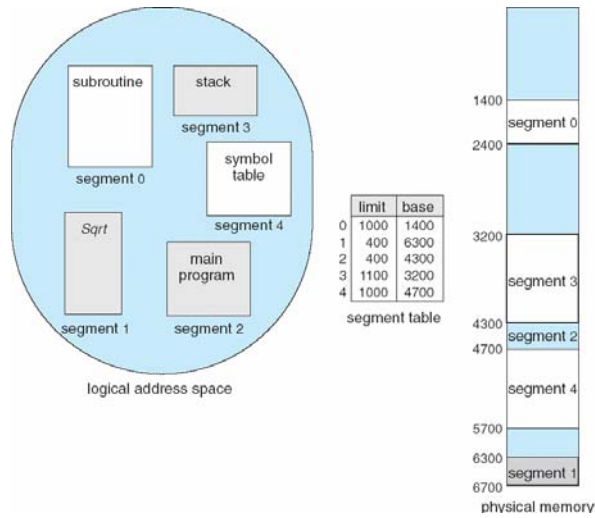 subroutine
segment 0
stack
segment 3
symbol
table
segment 4
Sqrt
segment 1
main
program
segment 2
logical address space
limit base
0 1000 1400
1 400 6300
2 400 4300
3 1100 3200
4 1000 4700
segment table
1400
segment 0
2400
3200
segment 3
4300
segment 2
4700
segment 4
5700
6300
segment 1
6700
physical memory